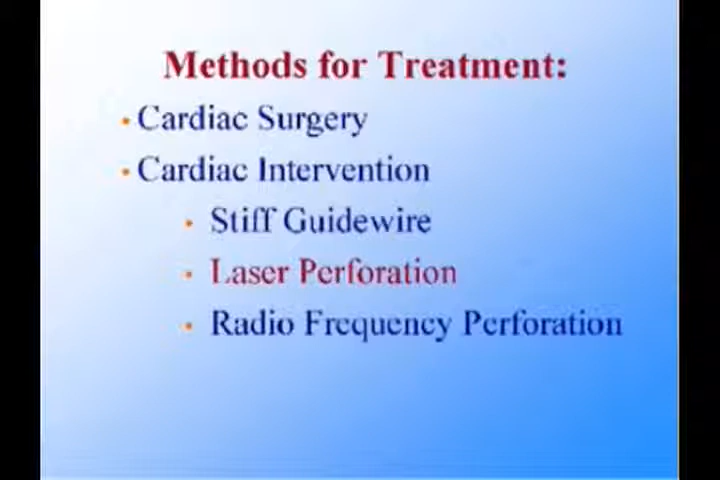 Methods for Treatment:
• Cardiac Surgery
• Cardiac Intervention
• Stiff Guidewire
• Laser Perforation
• Radio Frequency Perforation